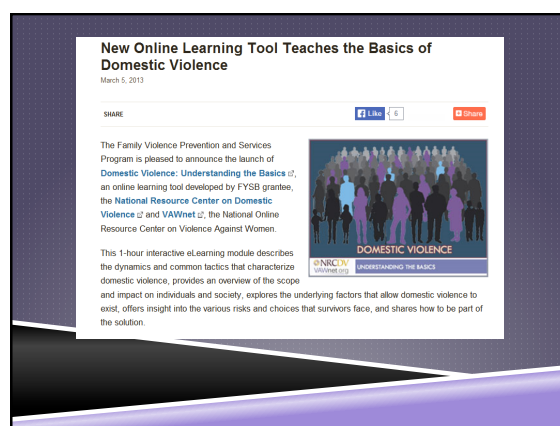 New Online Learning Tool Teaches the Basics of
Domestic Violence
March 5, 2013
SHARE
Like 6
Share
The Family Violence Prevention and Services
Program is pleased to announce the launch of
Domestic Violence: Understanding the Basics,
an online learning tool developed by FYSB grantee,
the National Resource Center on Domestic
Violence and VAWnet, the National Online
Resource Center on Violence Against Women.
DOMESTIC VIOLENCE
NRCDV
VAWnet.org
UNDERSTANDING THE BASICS
This 1-hour interactive eLearning module describes
the dynamics and common tactics that characterize
domestic violence, provides an overview of the scope
and impact on individuals and society, explores the underlying factors that allow domestic violence to
exist, offers insight into the various risks and choices that survivors face, and shares how to be part of
the solution.